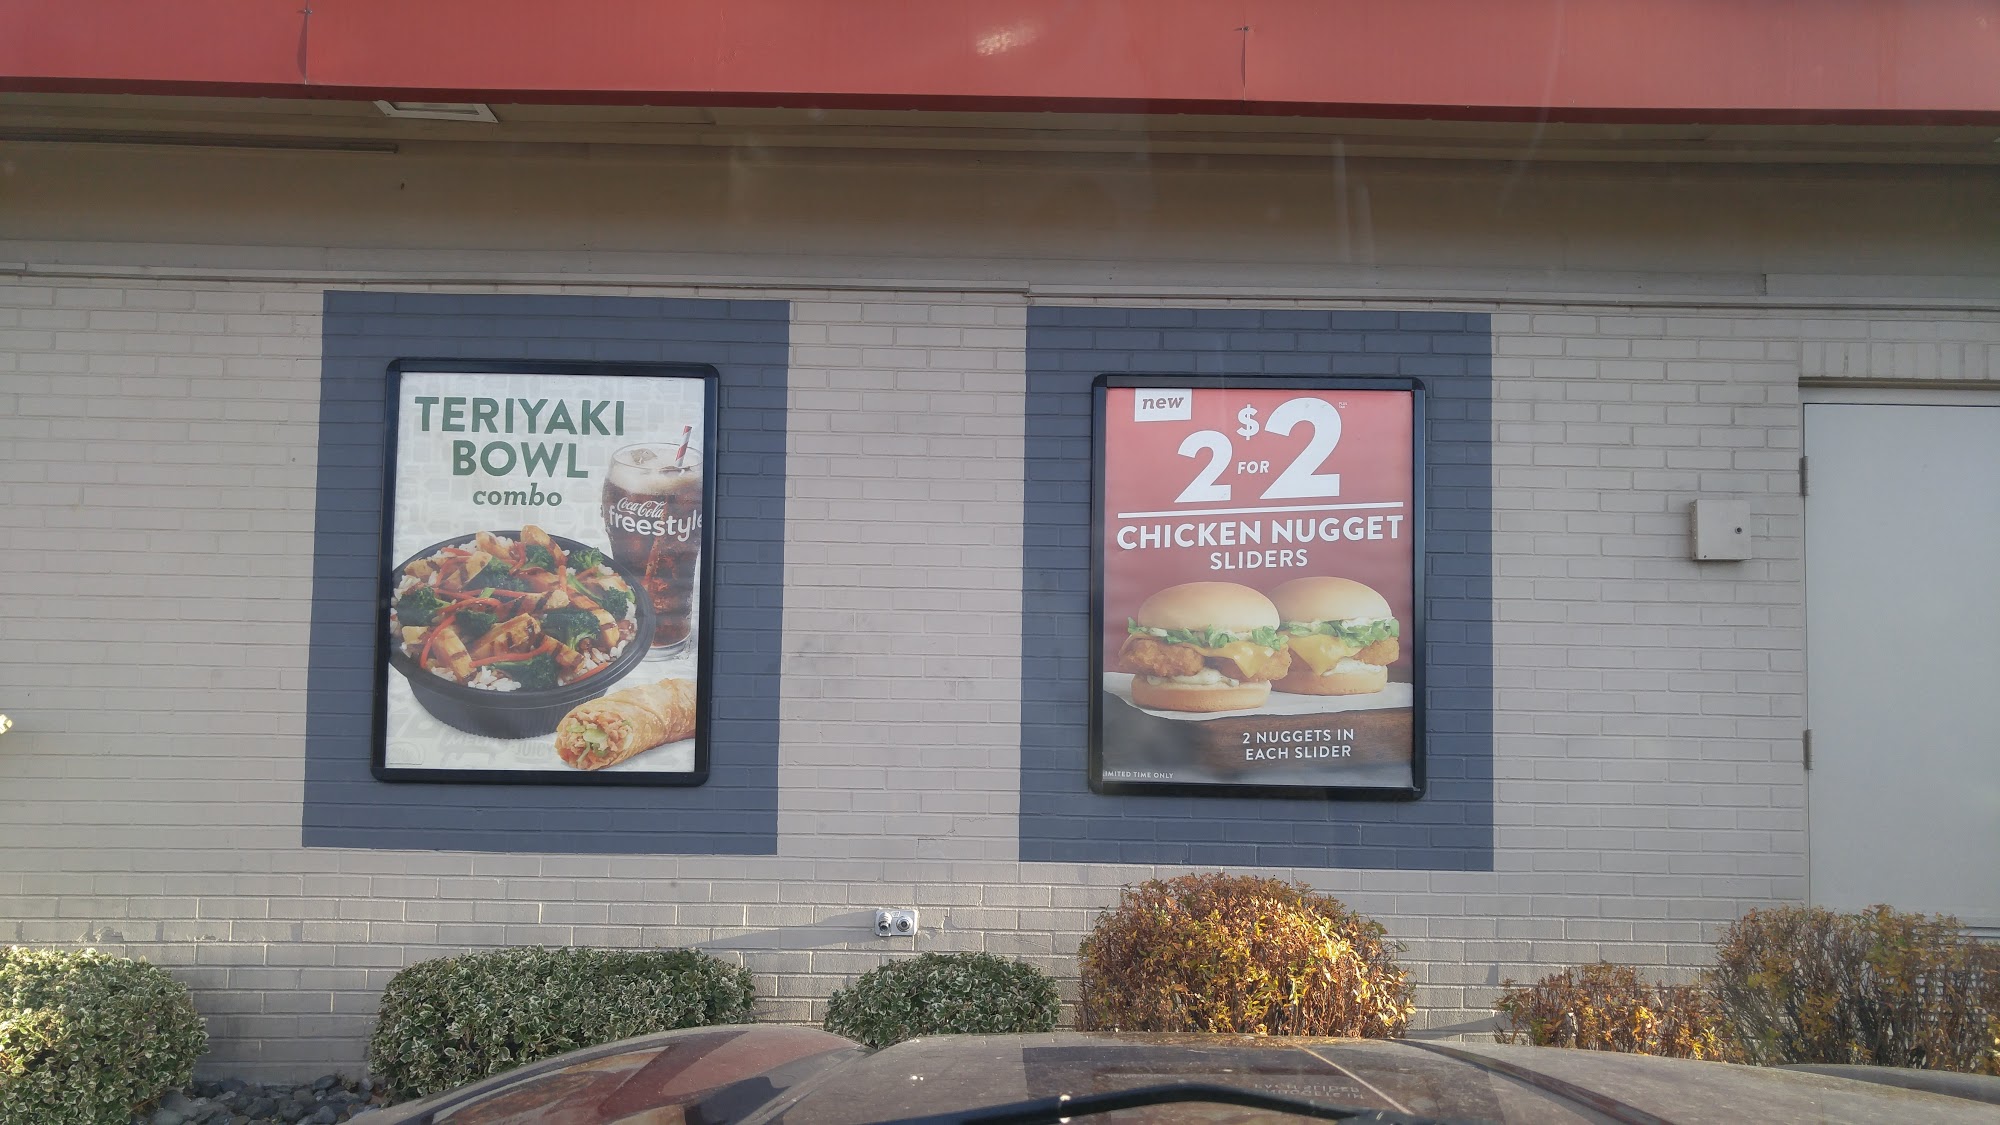 TERIYAKI
BOWL
combo
Coca-Cola
freestyle
new
2 FOR $2
CHICKEN NUGGET
SLIDERS
2 NUGGETS IN
EACH SLIDER
LIMITED TIME ONLY